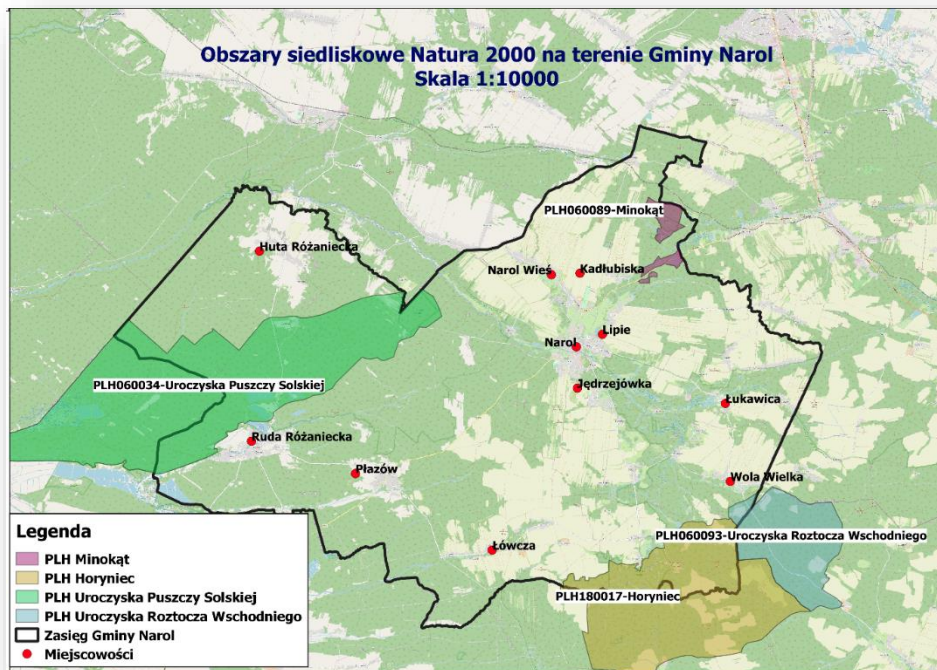 Obszary siedliskowe Natura 2000 na terenie Gminy Narol
Skala 1:10000
PLH060089-Minokąt
Huta Różaniecka
Narol Wieś
Kadłubiska
Lipie
Narol
Jędrzejówka
PLH060034-Uroczyska Puszczy Solskiej
Łukawica
Ruda Różaniecka
Płazów
Wola Wielka
PLH060093-Uroczyska Roztocza Wschodniego
Łówcza
PLH180017-Horyniec
Legenda
PLH Minokąt
PLH Horyniec
PLH Uroczyska Puszczy Solskiej
PLH Uroczyska Roztocza Wschodniego
Zasięg Gminy Narol
Miejscowości